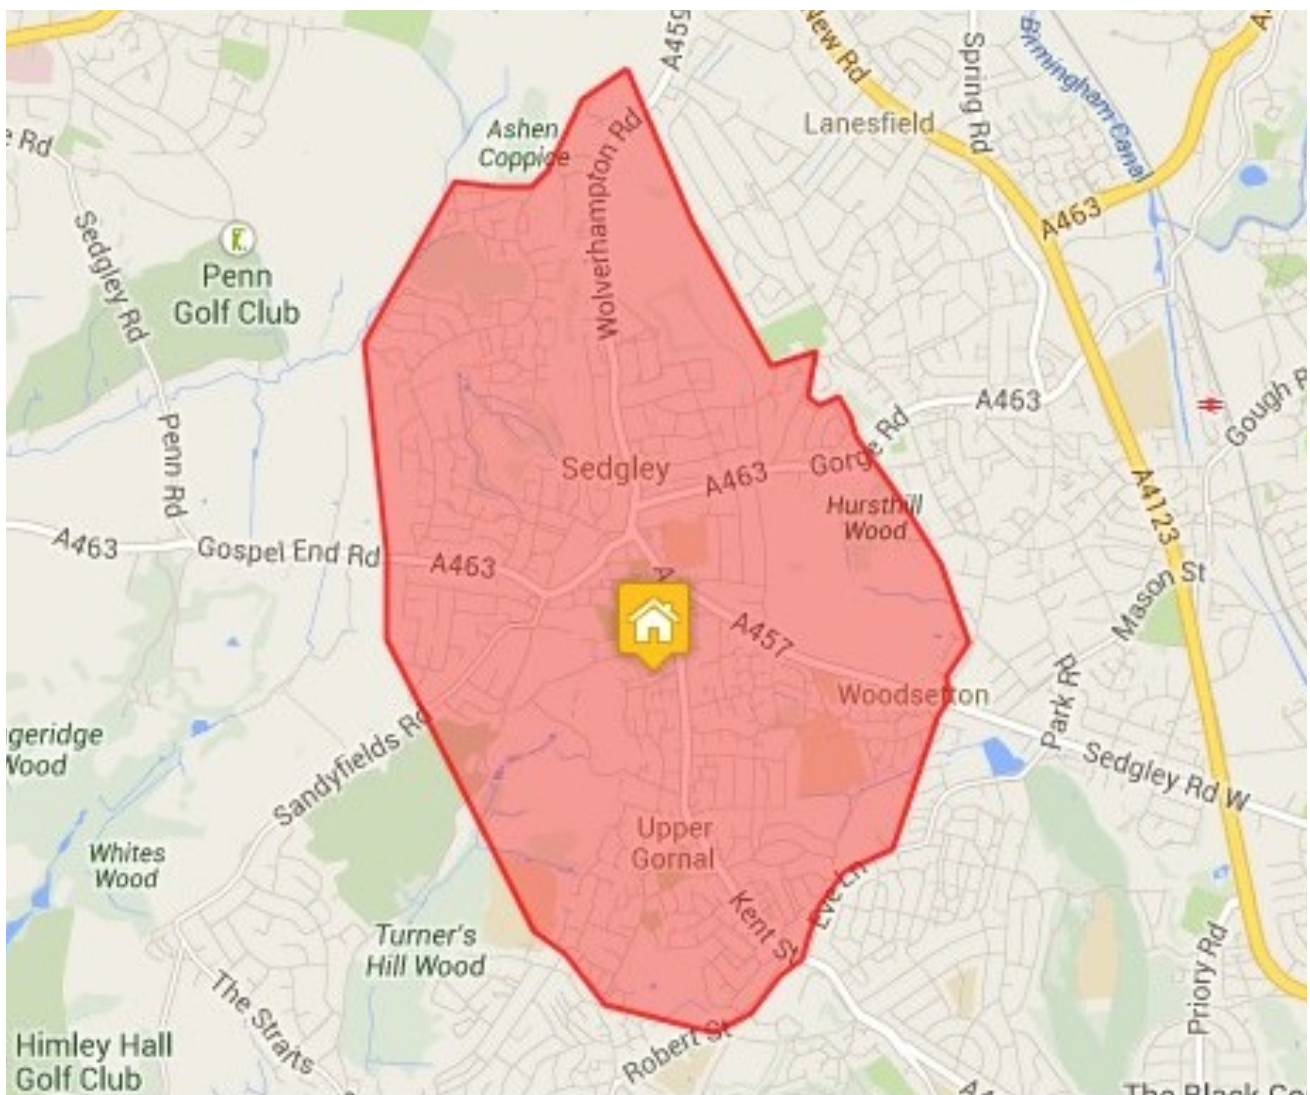 A459
New Rd
Spring Rd
Birmingham Canal
Lanesfield
Ashen
Coppice
Wolverhampton Rd
e Rd
A463
Sedgley Rd
Penn
Golf Club
A463
Gough R
Penn Rd
Sedgley
A463
Gorge Rd
Hursthill
Wood
A4123
A463
Gospel End Rd
A463
A
Mason St
A457
Park R
Woodsetton
Sedgley Rd W
geridge
Wood
Sandyfields Rd
Upper
Gornal
Whites
Wood
Eve Ln
Kent St
Turner's
Hill Wood
Priory Rd
The Straits
Robert St
Himley Hall
Golf Club
A4